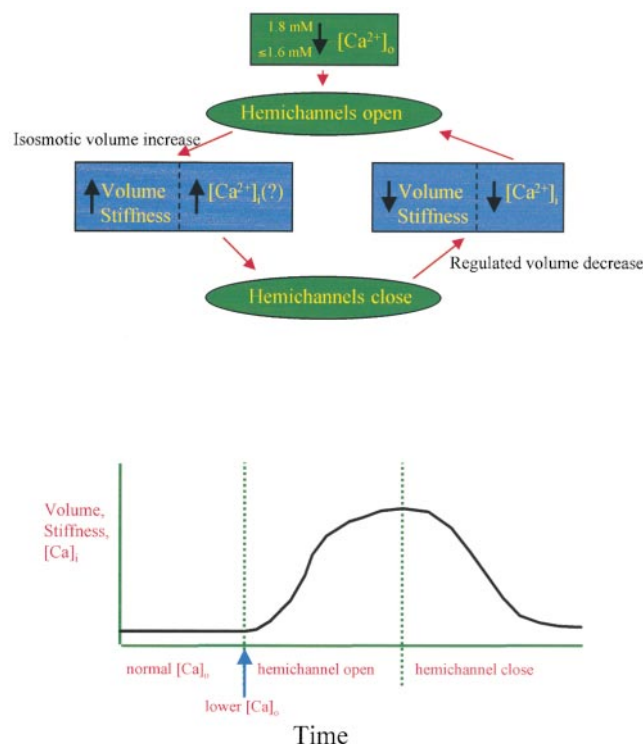 1.8 mM
≤1.6 mM
[Ca²⁺]ₒ
Hemichannels open
Isosmotic volume increase
Volume
Stiffness
[Ca²⁺]ᵢ(?)
Volume
Stiffness
[Ca²⁺]ᵢ
Regulated volume decrease
Hemichannels close
Volume,
Stiffness,
[Ca]ᵢ
normal [Ca]ₒ
hemichannel open
hemichannel close
lower [Ca]ₒ
Time